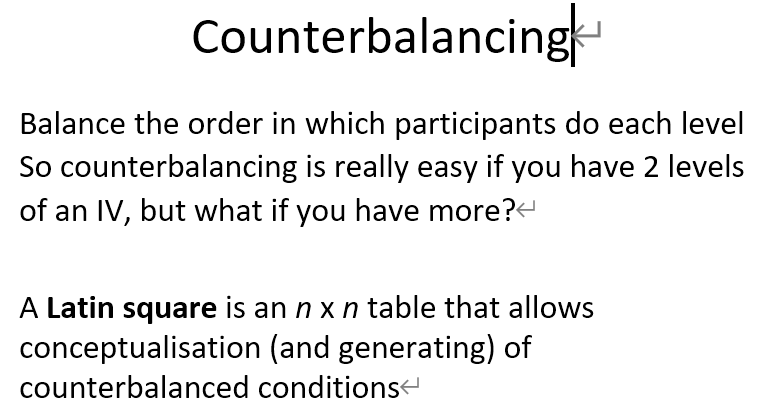 Counterbalancing
Balance the order in which participants do each level
So counterbalancing is really easy if you have 2 levels
of an IV, but what if you have more?
A Latin square is an n x n table that allows
conceptualisation (and generating) of
counterbalanced conditions